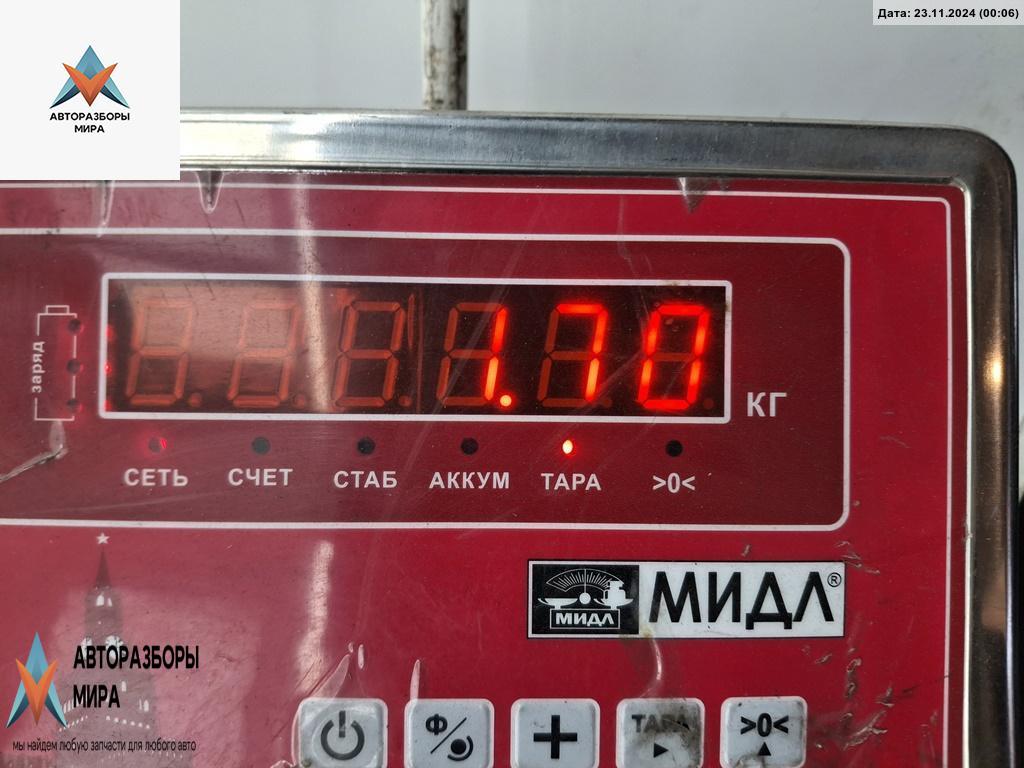 Дата: 23.11.2024 (00:06)
АВТОРАЗБОРЫ
МИРА
заряд
1.70
КГ
СЕТЬ СЧЕТ СТАБ АККУМ ТАРА >0<
МИДЛ МИДЛ®
АВТОРАЗБОРЫ
МИРА
мы найдем любую запчасти для любого авто
Ф/ + ТАРА >0<